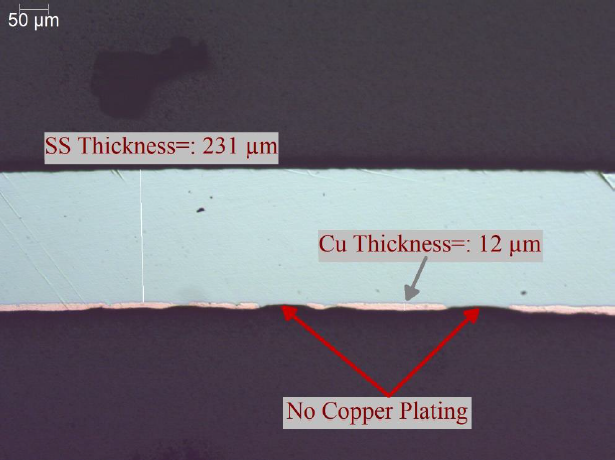 50 µm
SS Thickness=: 231 µm
Cu Thickness=: 12 µm
No Copper Plating